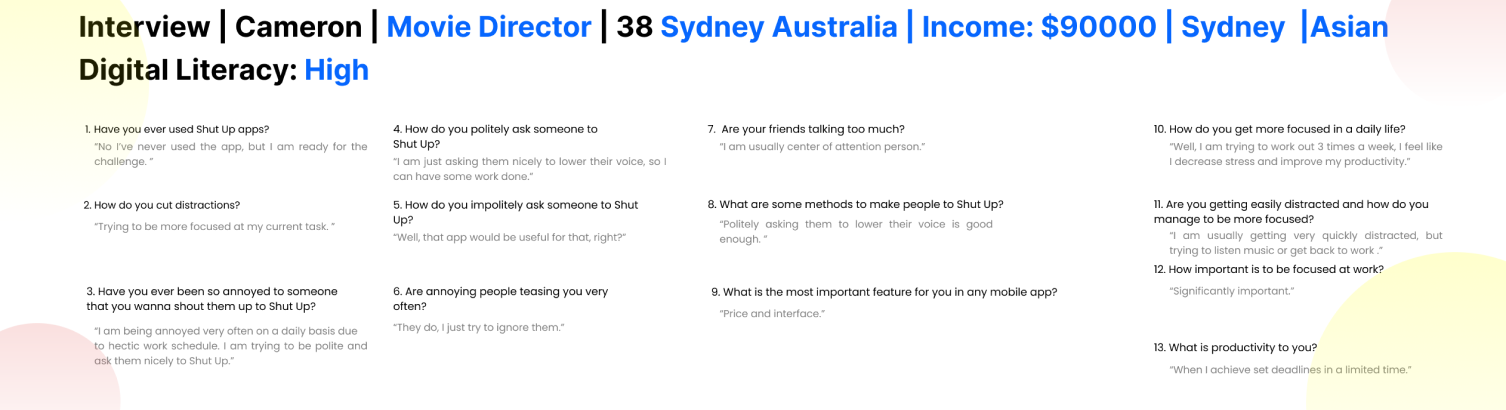 Interview | Cameron | Movie Director | 38 Sydney Australia | Income: $90000 | Sydney |Asian
Digital Literacy: High
1. Have you ever used Shut Up apps?
“No I’ve never used the app, but I am ready for the
challenge. ”
2. How do you cut distractions?
“Trying to be more focused at my current task. ”
3. Have you ever been so annoyed to someone
that you wanna shout them up to Shut Up?
“I am being annoyed very often on a daily basis due
to hectic work schedule. I am trying to be polite and
ask them nicely to Shut Up.”
4. How do you politely ask someone to
Shut Up?
“I am just asking them nicely to lower their voice, so I
can have some work done.”
5. How do you impolitely ask someone to Shut
Up?
“Well, that app would be useful for that, right?”
6. Are annoying people teasing you very
often?
“They do, I just try to ignore them.”
7. Are your friends talking too much?
“I am usually center of attention person.”
8. What are some methods to make people to Shut Up?
“Politely asking them to lower their voice is good
enough. ”
9. What is the most important feature for you in any mobile app?
“Price and interface.”
10. How do you get more focused in a daily life?
“Well, I am trying to work out 3 times a week, I feel like
I decrease stress and improve my productivity.”
11. Are you getting easily distracted and how do you
manage to be more focused?
“I am usually getting very quickly distracted, but
trying to listen music or get back to work .”
12. How important is to be focused at work?
“Significantly important.”
13. What is productivity to you?
“When I achieve set deadlines in a limited time.”